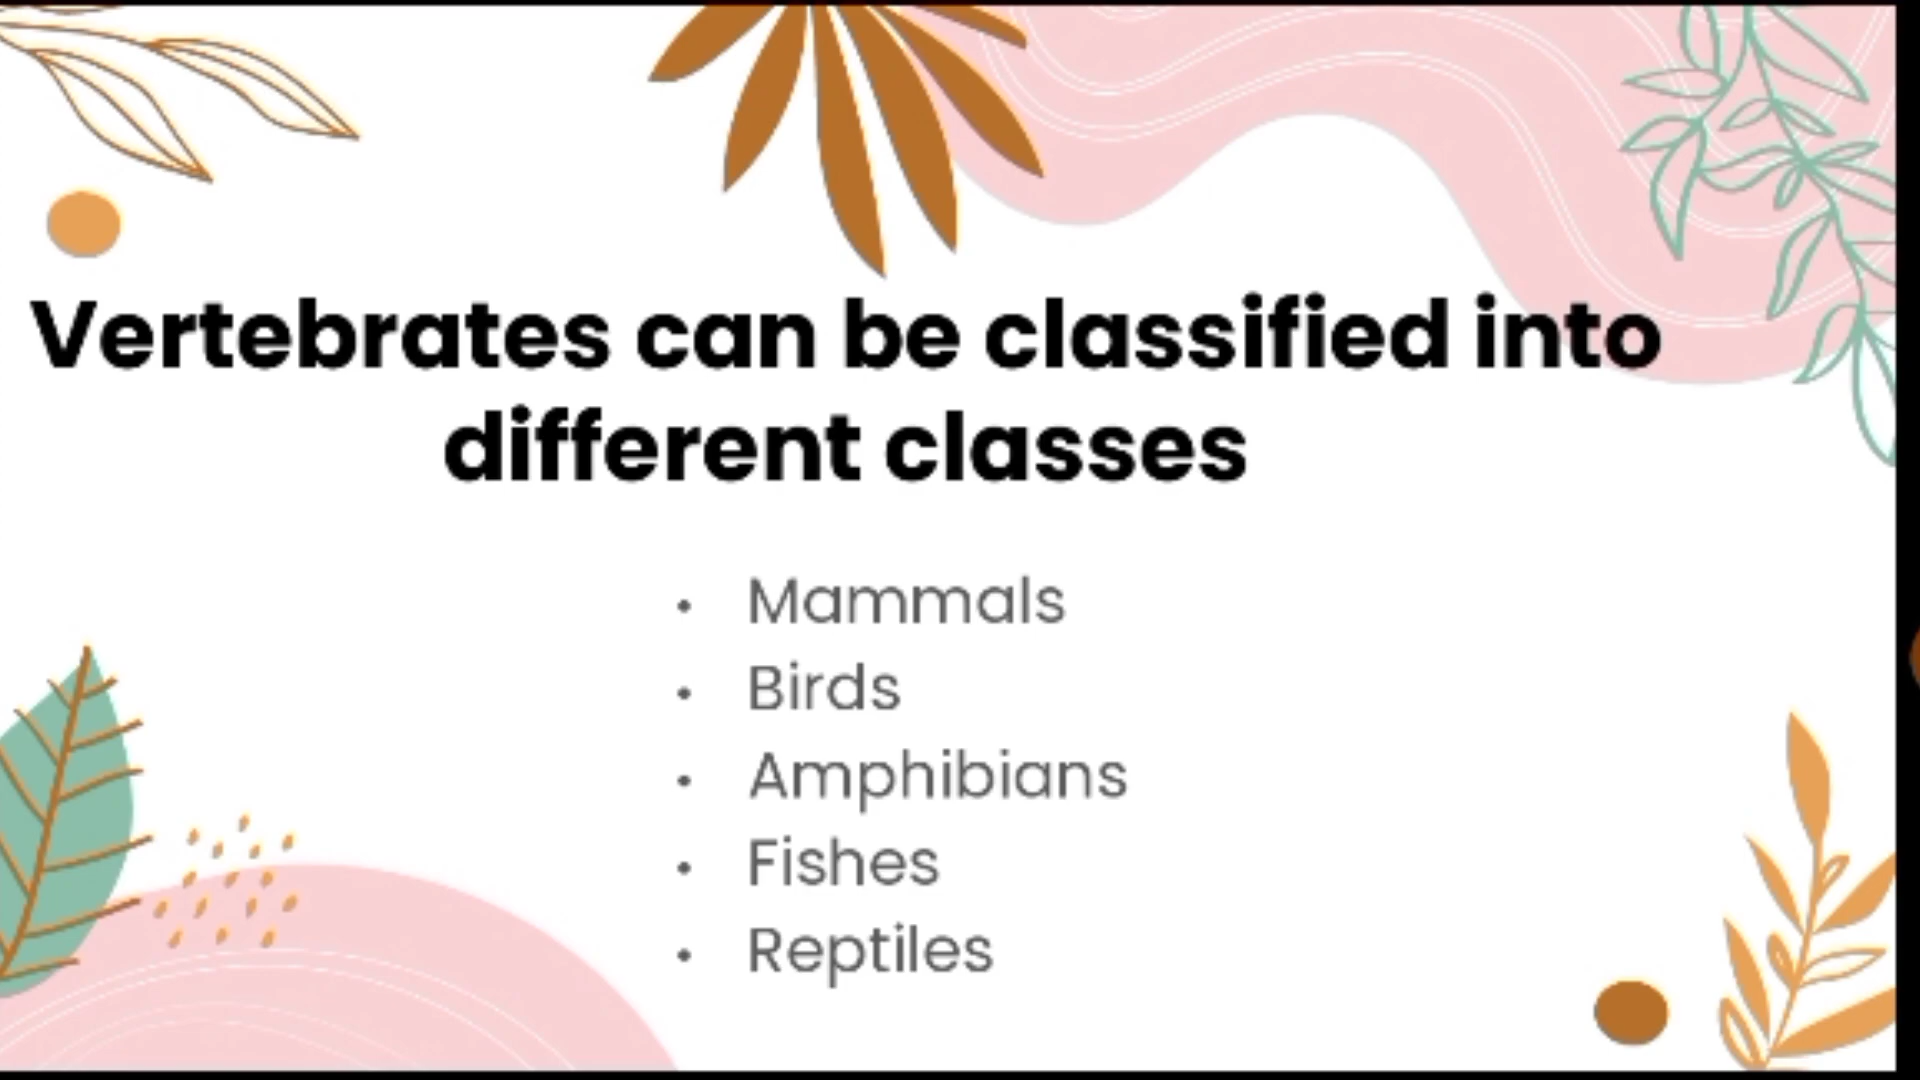 Vertebrates can be classified into
different classes
• Mammals
• Birds
• Amphibians
• Fishes
• Reptiles